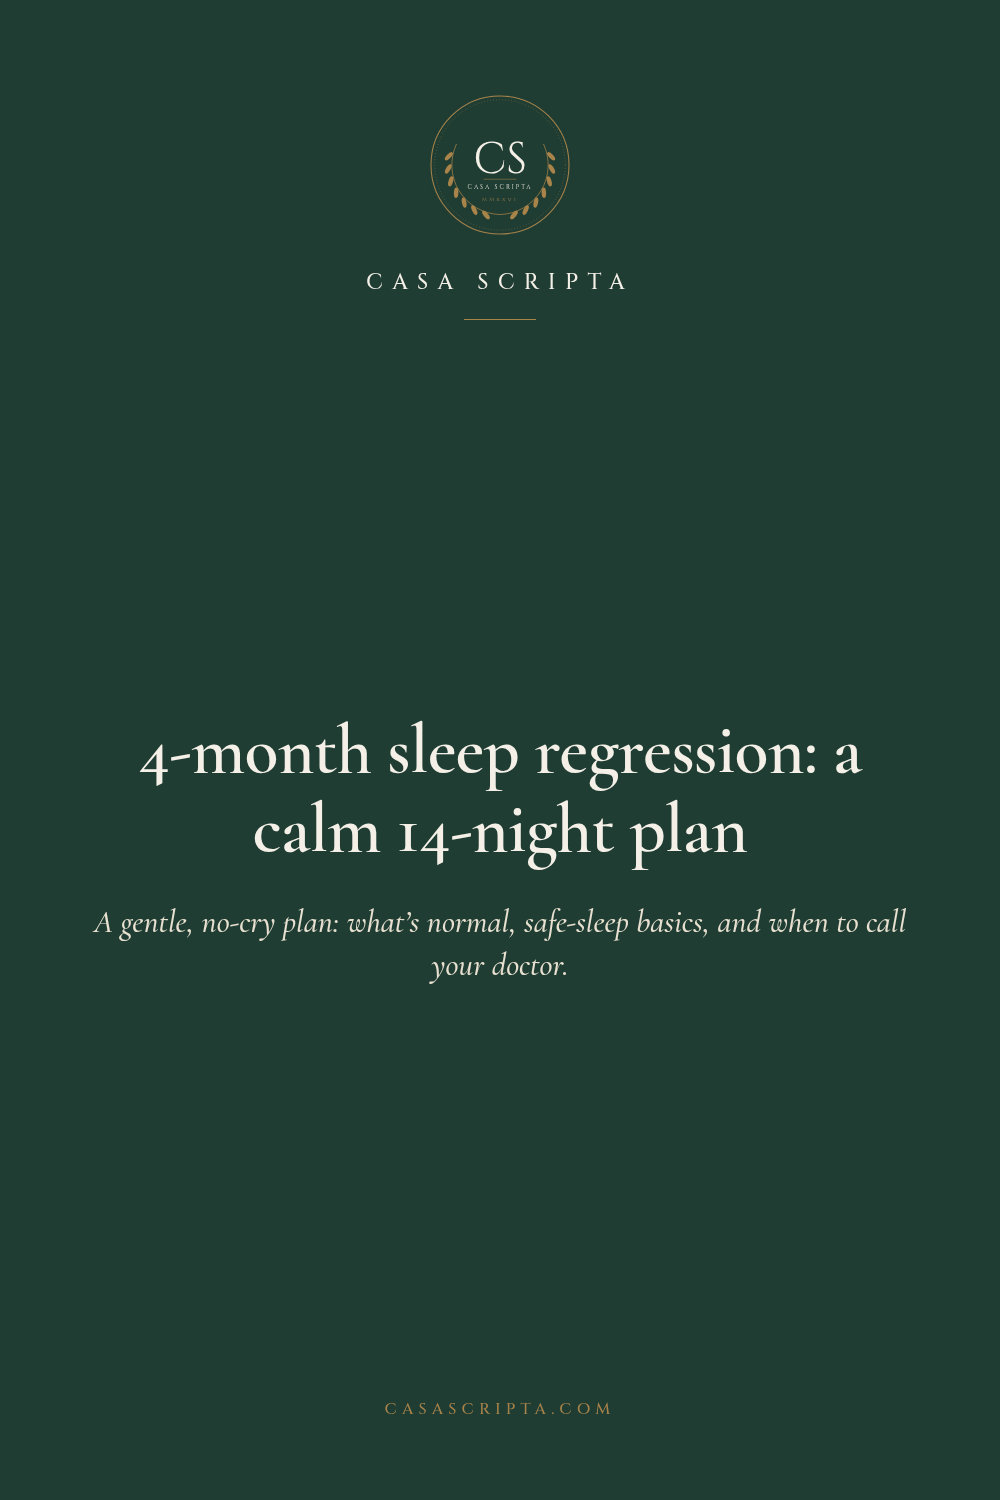 CS
CASA SCRIPTA
MMXXVI
CASA SCRIPTA
4-month sleep regression: a
calm 14-night plan
A gentle, no-cry plan: what’s normal, safe-sleep basics, and when to call
your doctor.
CASASCRIPTA.COM